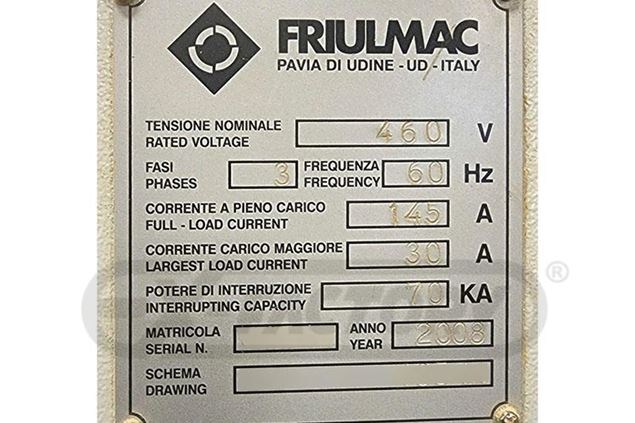 FRIULMAC
PAVIA DI UDINE - UD - ITALY
TENSIONE NOMINALE
RATED VOLTAGE 460 V
FASI
PHASES 3 FREQUENZA
FREQUENCY 60 Hz
CORRENTE A PIENO CARICO
FULL - LOAD CURRENT 145 A
CORRENTE CARICO MAGGIORE
LARGEST LOAD CURRENT 30 A
POTERE DI INTERRUZIONE
INTERRUPTING CAPACITY 70 KA
®
MATRICOLA
SERIAL N. ANNO
YEAR 2008
SCHEMA
DRAWING